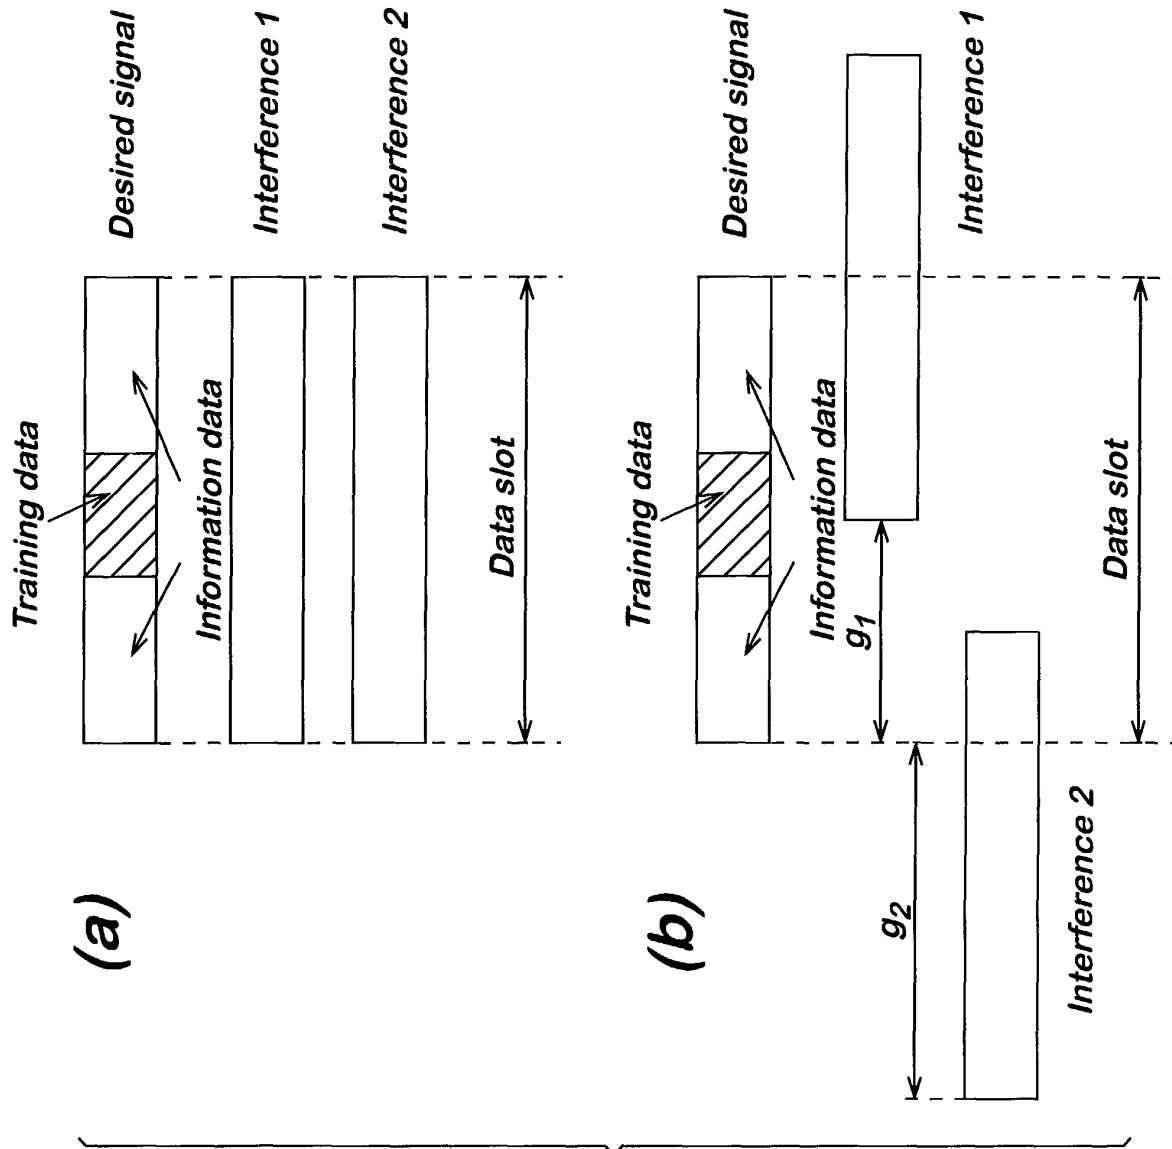 (a)
Training data
Desired signal
Information data
Interference 1
Interference 2
Data slot
(b)
Training data
Desired signal
Information data
g1
Interference 1
g2
Interference 2
Data slot